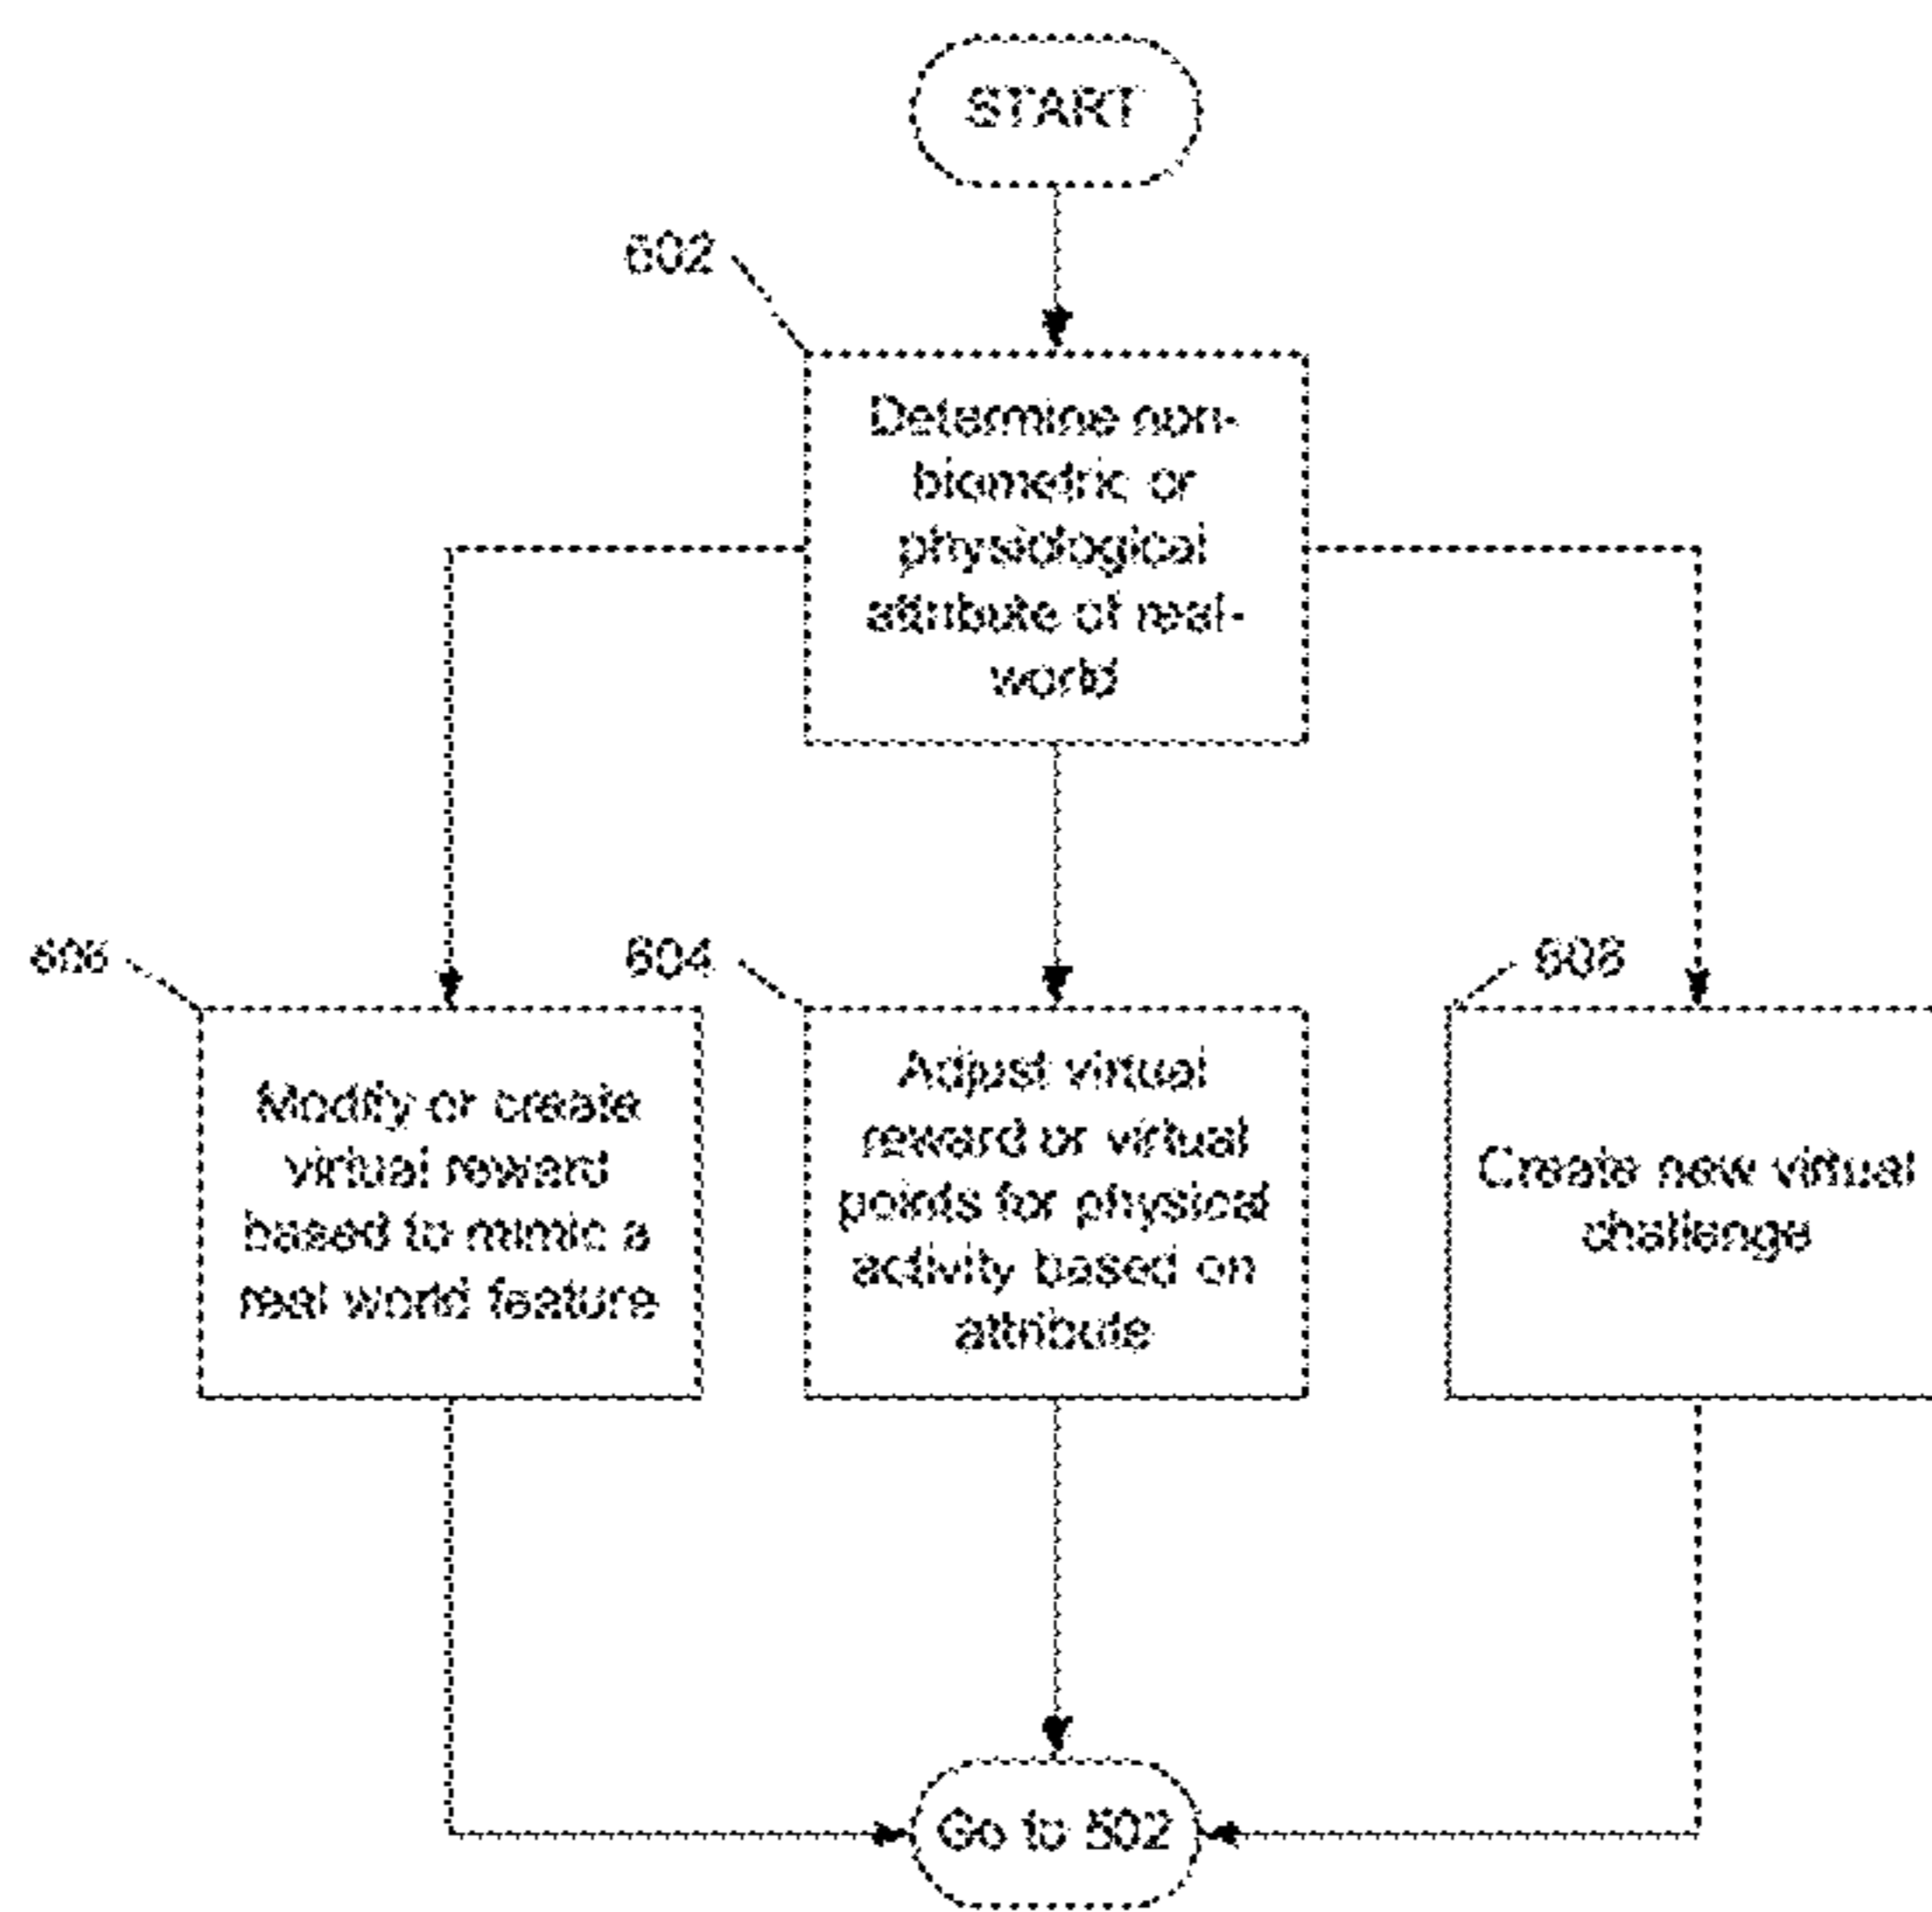 START
602
Determine non-
biometric or
physiological
attribute of real-
world
606
604
608
Modify or create
virtual reward
based to mimic a
real world feature
Adjust virtual
reward or virtual
points for physical
activity based on
attribute
Create new virtual
challenge
Go to 502